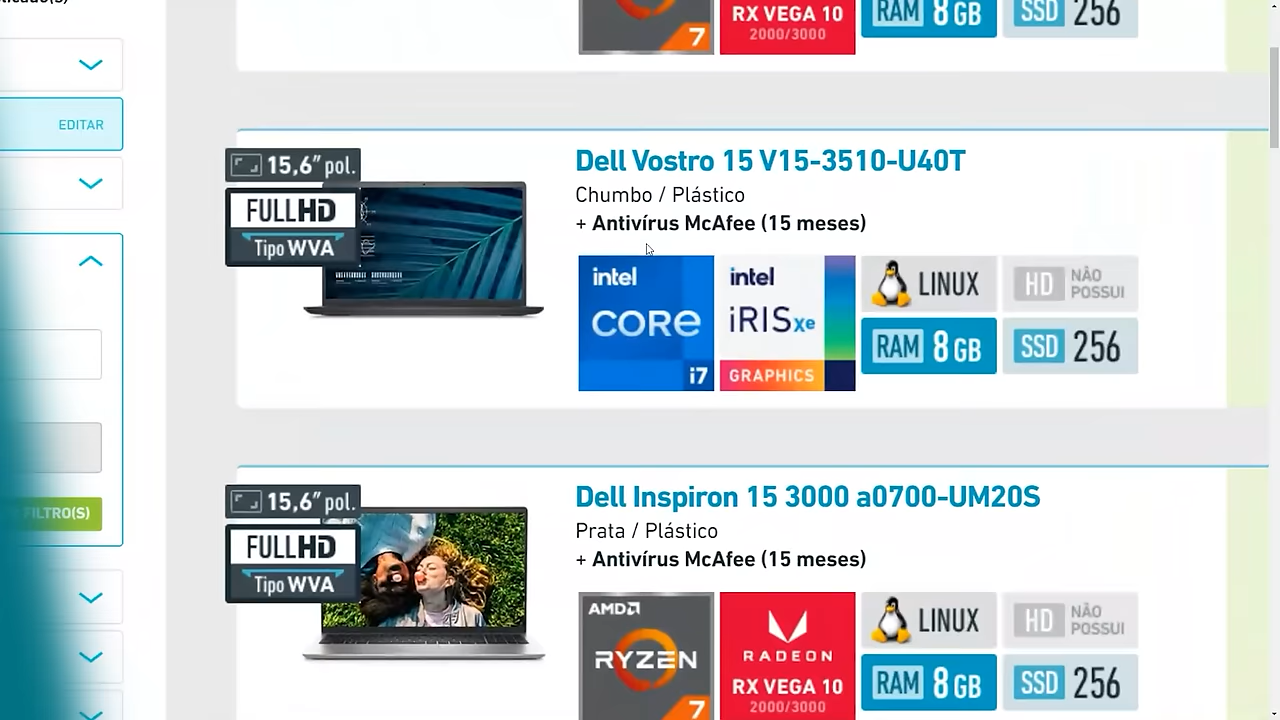 EDITAR
FILTRO(S)
7
RX VEGA 10
2000/3000
RAM 8 GB
SSD 256
15,6” pol.
FULLHD
Tipo WVA
Dell Vostro 15 V15-3510-U40T
Chumbo / Plástico
+ Antivírus McAfee (15 meses)
intel
CORE
i7
intel
iRIS xe
GRAPHICS
LINUX
HD NÃO
POSSUI
RAM 8 GB
SSD 256
15,6” pol.
FULLHD
Tipo WVA
Dell Inspiron 15 3000 a0700-UM20S
Prata / Plástico
+ Antivírus McAfee (15 meses)
AMD
RYZEN
7
RADEON
RX VEGA 10
2000/3000
LINUX
HD NÃO
POSSUI
RAM 8 GB
SSD 256